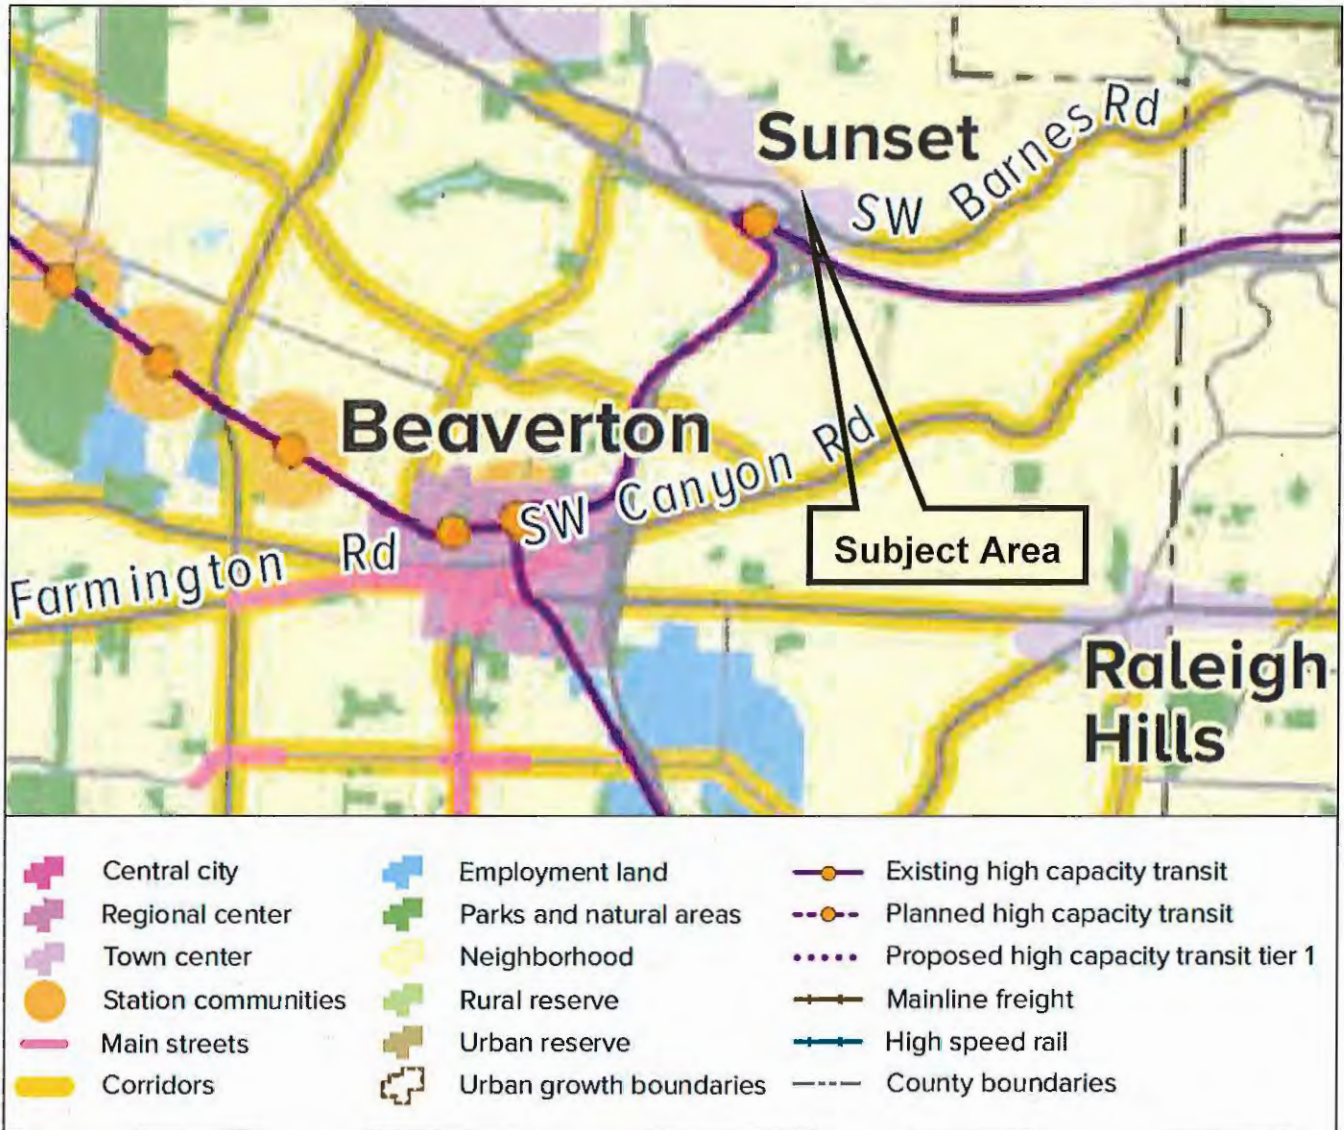 Sunset
SW Barnes Rd
Beaverton
SW Canyon Rd
Farmington Rd
Subject Area
Raleigh
Hills
Central city
Regional center
Town center
Station communities
Main streets
Corridors
Employment land
Parks and natural areas
Neighborhood
Rural reserve
Urban reserve
Urban growth boundaries
Existing high capacity transit
Planned high capacity transit
Proposed high capacity transit tier 1
Mainline freight
High speed rail
County boundaries